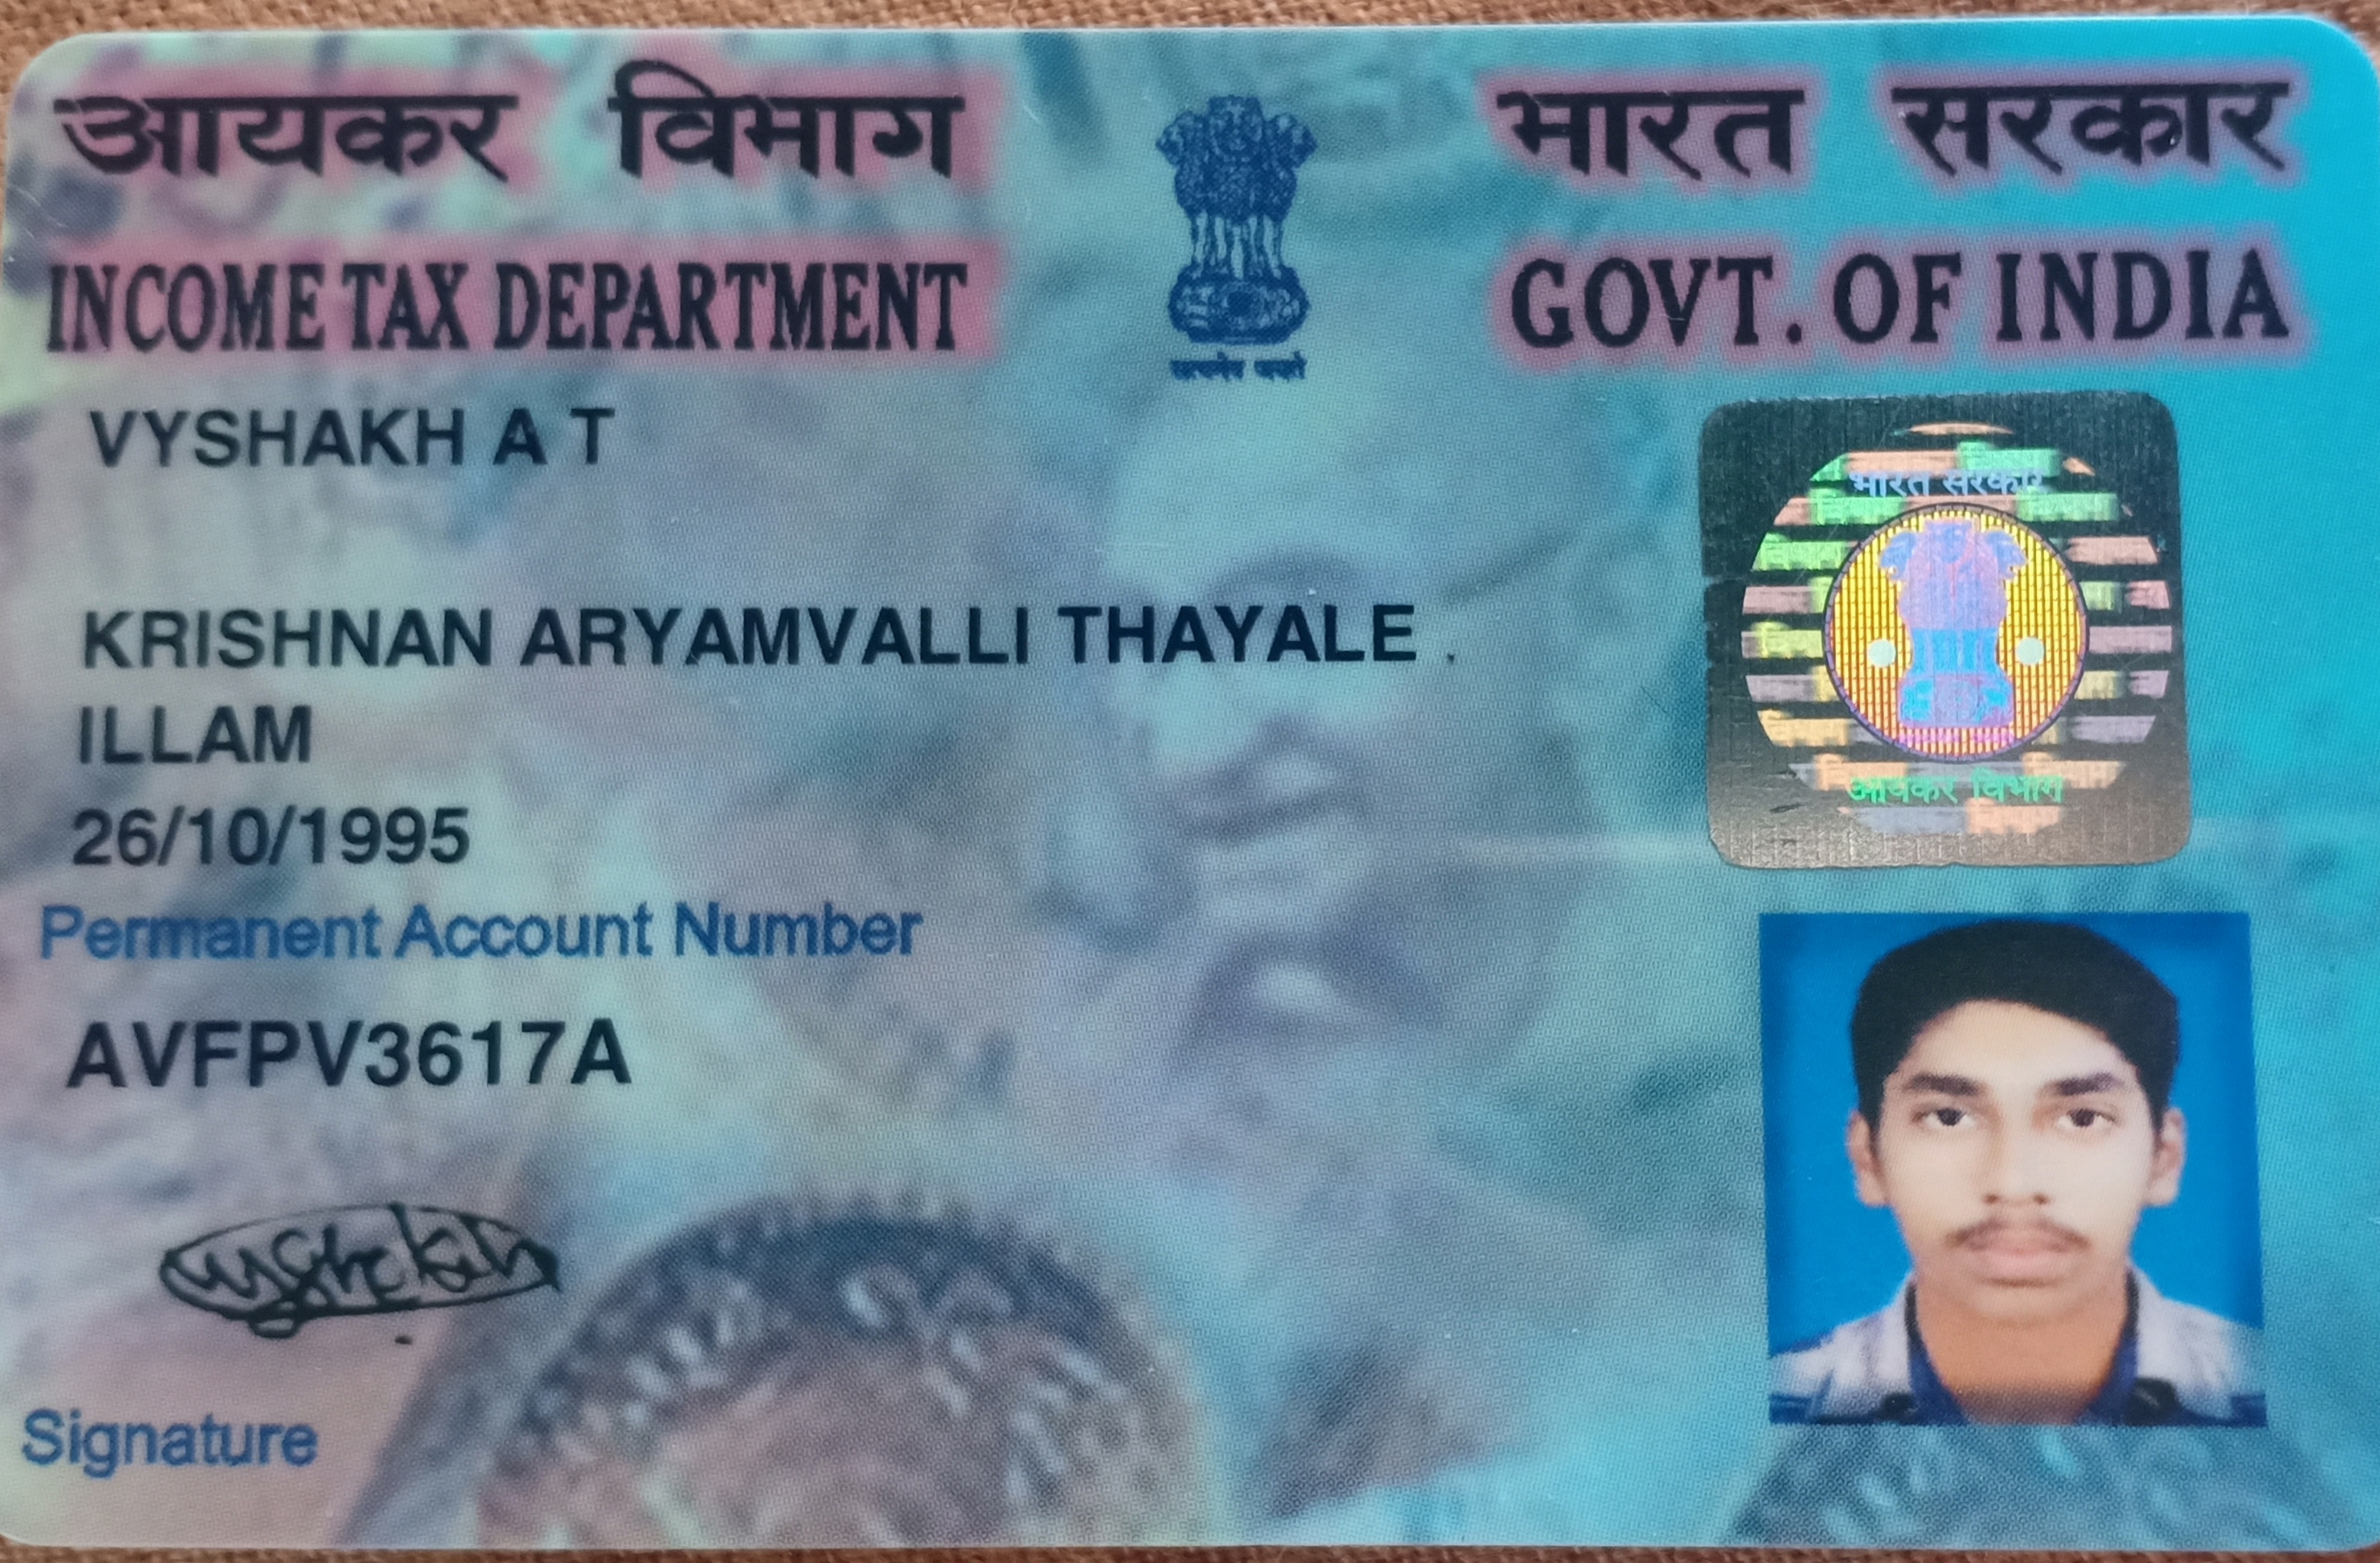 आयकर विभाग
INCOME TAX DEPARTMENT
भारत सरकार
GOVT. OF INDIA
सत्यमेव जयते
VYSHAKH A T
KRISHNAN ARYAMVALLI THAYALE
ILLAM
26/10/1995
Permanent Account Number
AVFPV3617A
Signature
भारत सरकार
आयकर विभाग